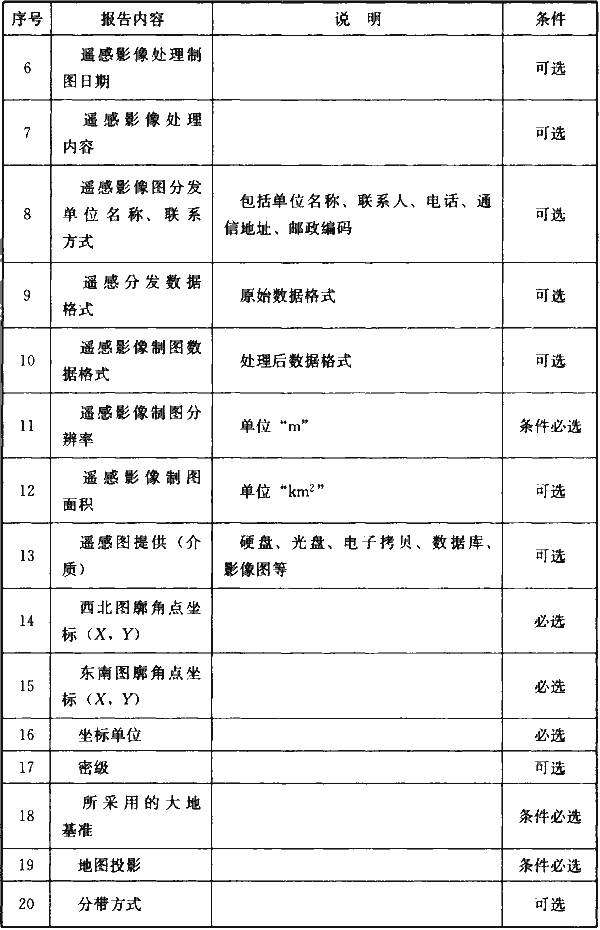 序号 报告内容 说 明 条件
6 遥感影像处理制 可选
图日期
7 遥感影像处理 可选
内容
8 遥感影像图分发 包括单位名称、联系人、电话、通 可选
单位名称、联系 信地址、邮政编码
方式
9 遥感分发数据 原始数据格式 可选
格式
10 遥感影像制图数 处理后数据格式 可选
据格式
11 遥感影像制图分 单位“m” 条件必选
辨率
12 遥感影像制图 单位“km²” 可选
面积
13 遥感图提供（介 硬盘、光盘、电子拷贝、数据库、 可选
质） 影像图等
14 西北图廓角点坐 必选
标（X，Y）
15 东南图廓角点坐 必选
标（X，Y）
16 坐标单位 必选
17 密级 可选
18 所采用的大地 条件必选
基准
19 地图投影 条件必选
20 分带方式 可选